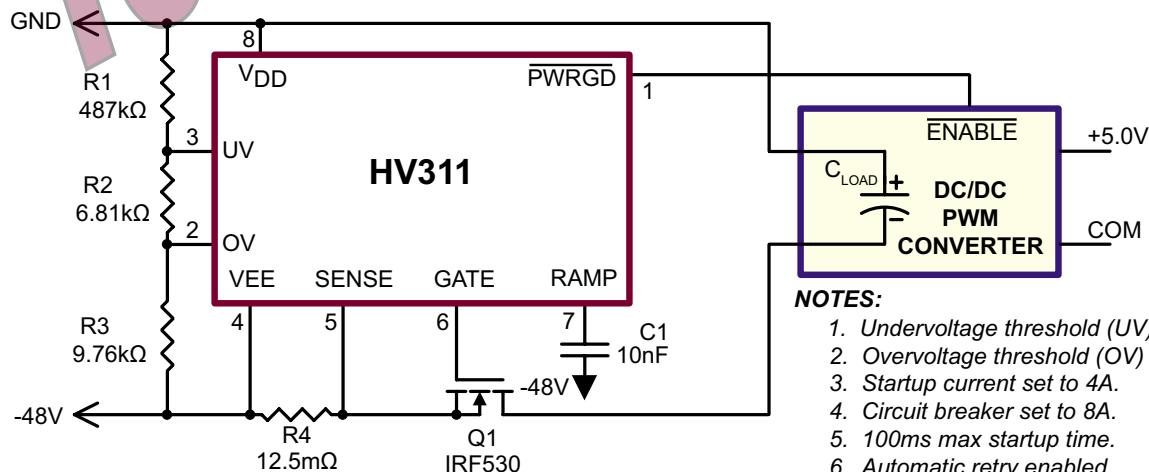 GND
8
VDD
PWRGD
1
R1
487kΩ
ENABLE
+5.0V
3
UV
HV311
CLOAD
+
DC/DC
R2
6.81kΩ
PWM
2
OV
−
CONVERTER
COM
VEE
SENSE
GATE
RAMP
NOTES:
4
5
6
7
R3
9.76kΩ
C1
10nF
1. Undervoltage threshold (UV)
2. Overvoltage threshold (OV)
-48V
3. Startup current set to 4A.
-48V
4. Circuit breaker set to 8A.
R4
12.5mΩ
Q1
IRF530
5. 100ms max startup time.
6. Automatic retry enabled